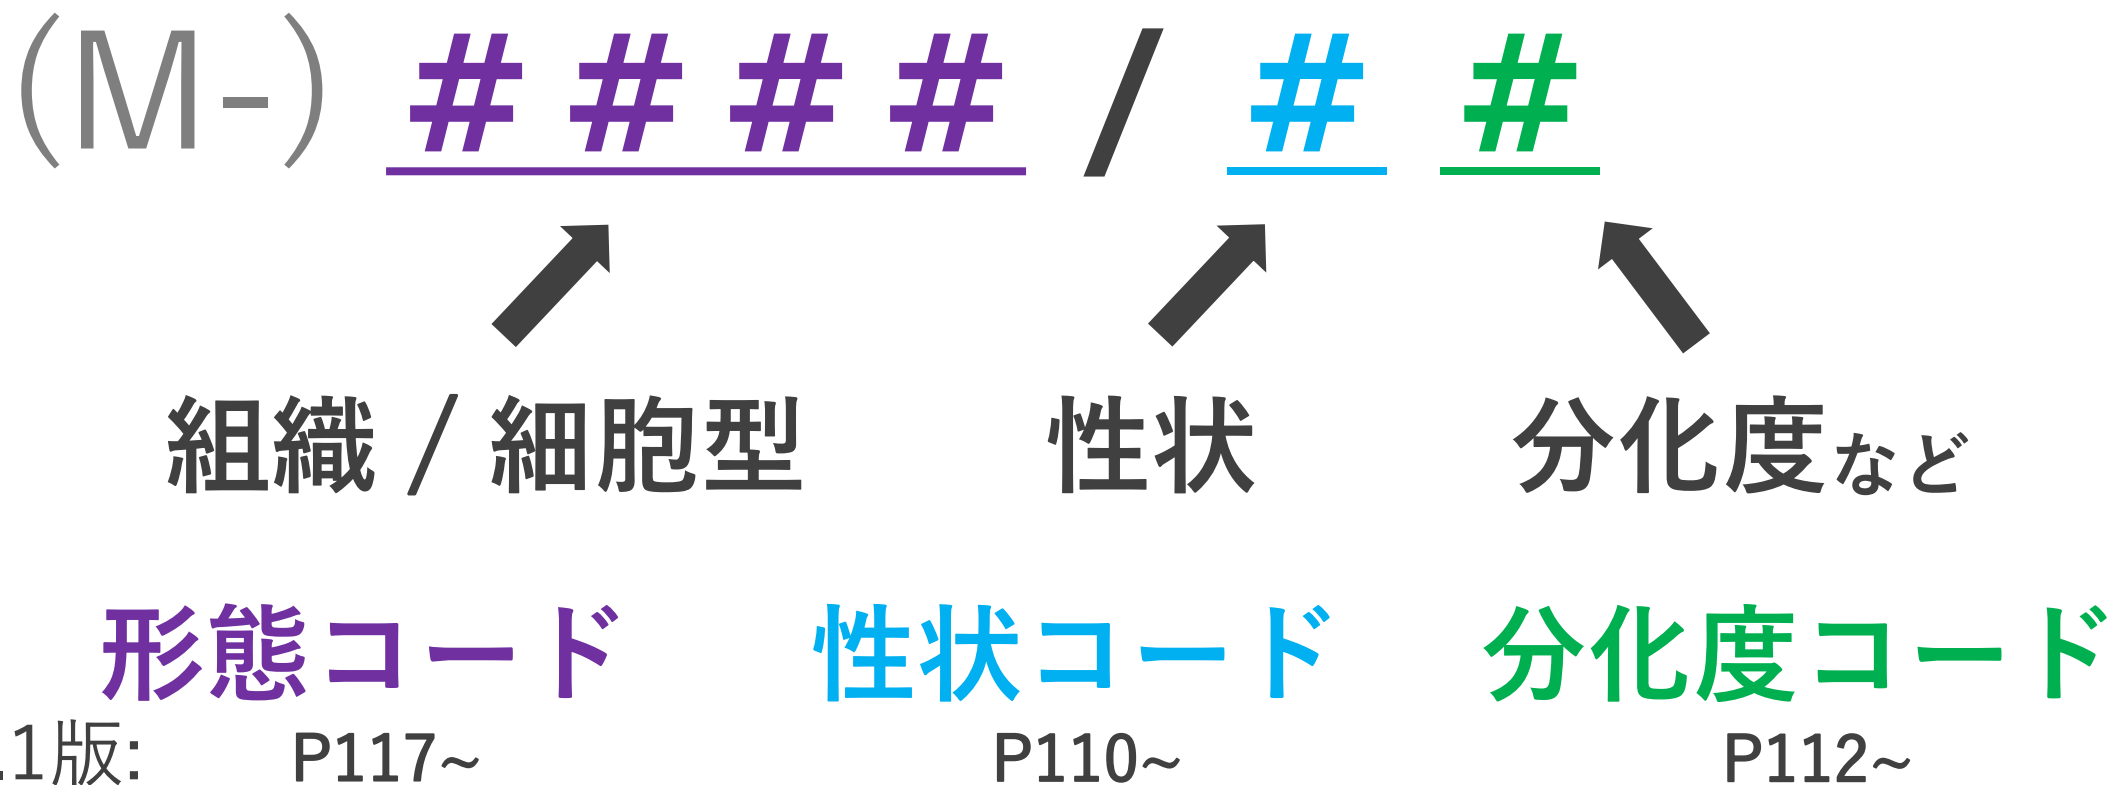 (M-) # # # # / # #
組織 / 細胞型 性状 分化度など
形態コード 性状コード 分化度コード
.1版: P117~ P110~ P112~